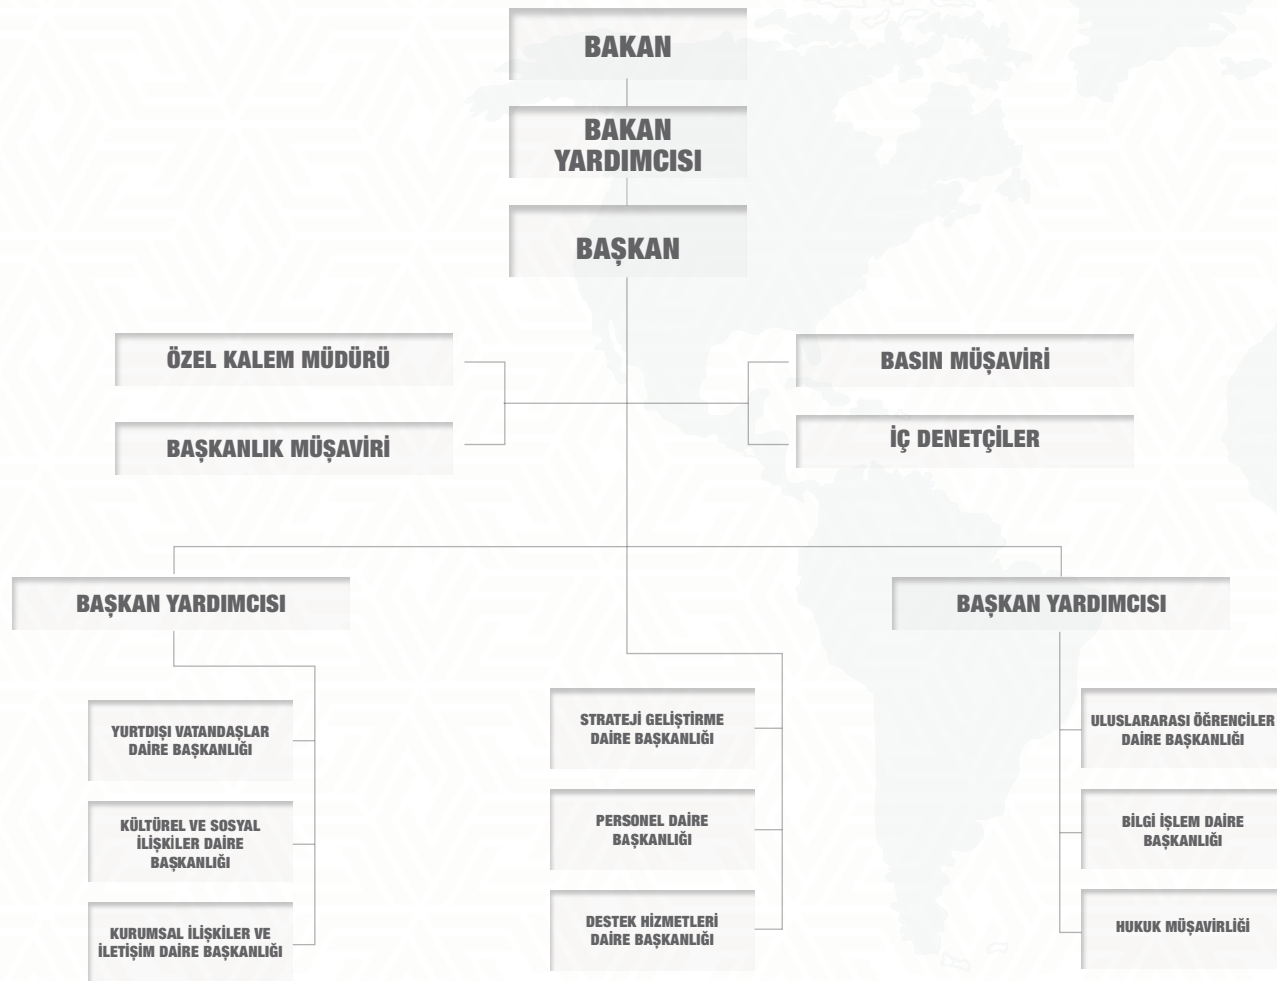 BAKAN
BAKAN
YARDIMCISI
BAŞKAN
ÖZEL KALEM MÜDÜRÜ
BASIN MÜŞAVİRİ
BAŞKANLIK MÜŞAVİRİ
İÇ DENETÇİLER
BAŞKAN YARDIMCISI
BAŞKAN YARDIMCISI
YURTDIŞI VATANDAŞLAR
DAİRE BAŞKANLIĞI
KÜLTÜREL VE SOSYAL
İLİŞKİLER DAİRE
BAŞKANLIĞI
KURUMSAL İLİŞKİLER VE
İLETİŞİM DAİRE BAŞKANLIĞI
STRATEJİ GELİŞTİRME
DAİRE BAŞKANLIĞI
PERSONEL DAİRE
BAŞKANLIĞI
DESTEK HİZMETLERİ
DAİRE BAŞKANLIĞI
ULUSLARARASI ÖĞRENCİLER
DAİRE BAŞKANLIĞI
BİLGİ İŞLEM DAİRE
BAŞKANLIĞI
HUKUK MÜŞAVİRLİĞİ